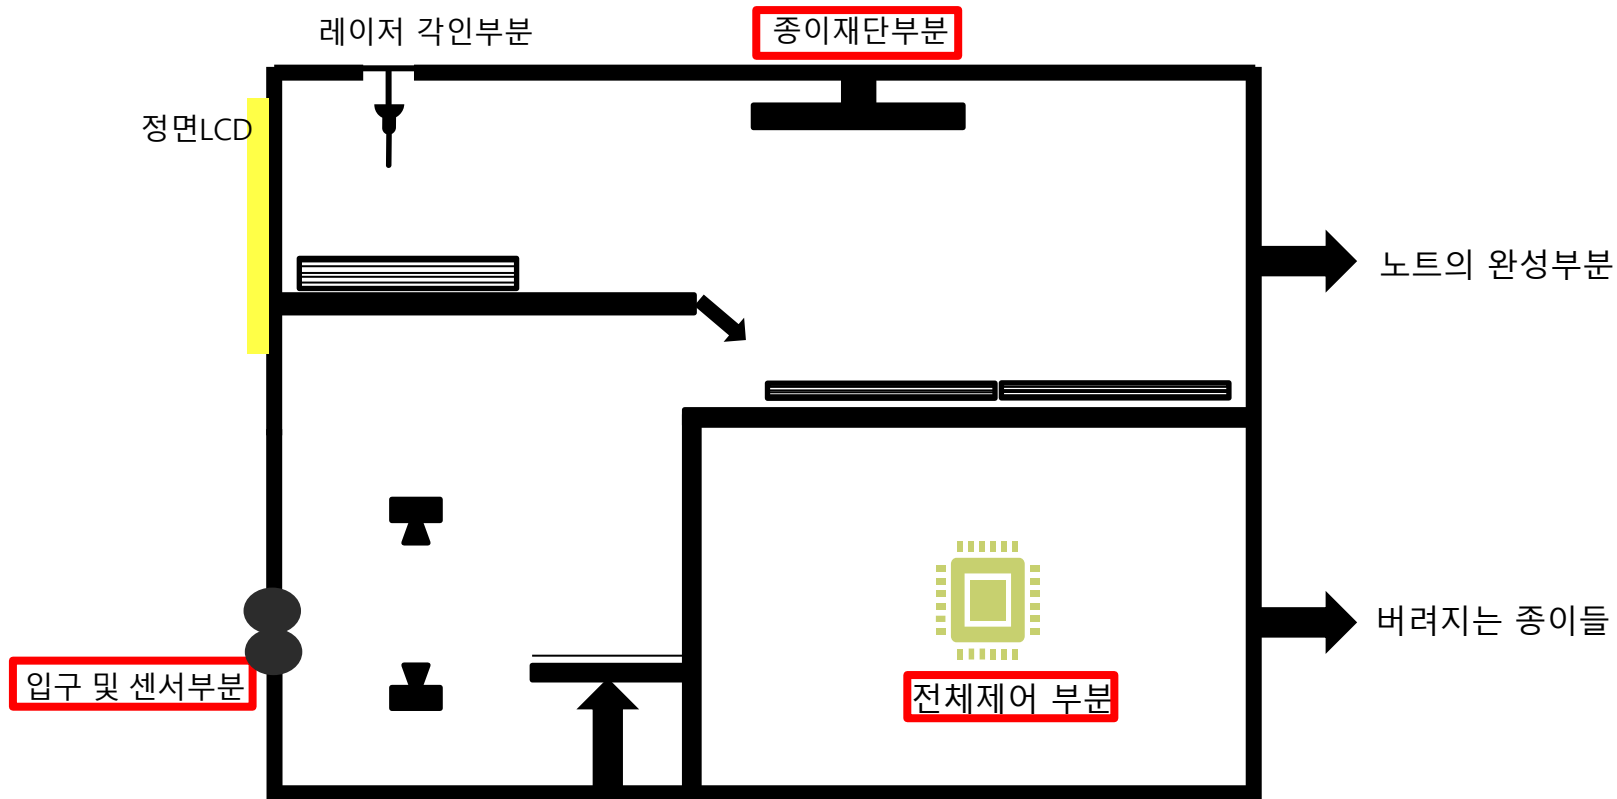 레이저 각인부분
종이재단부분
정면LCD
노트의 완성부분
버려지는 종이들
입구 및 센서부분
전체제어 부분